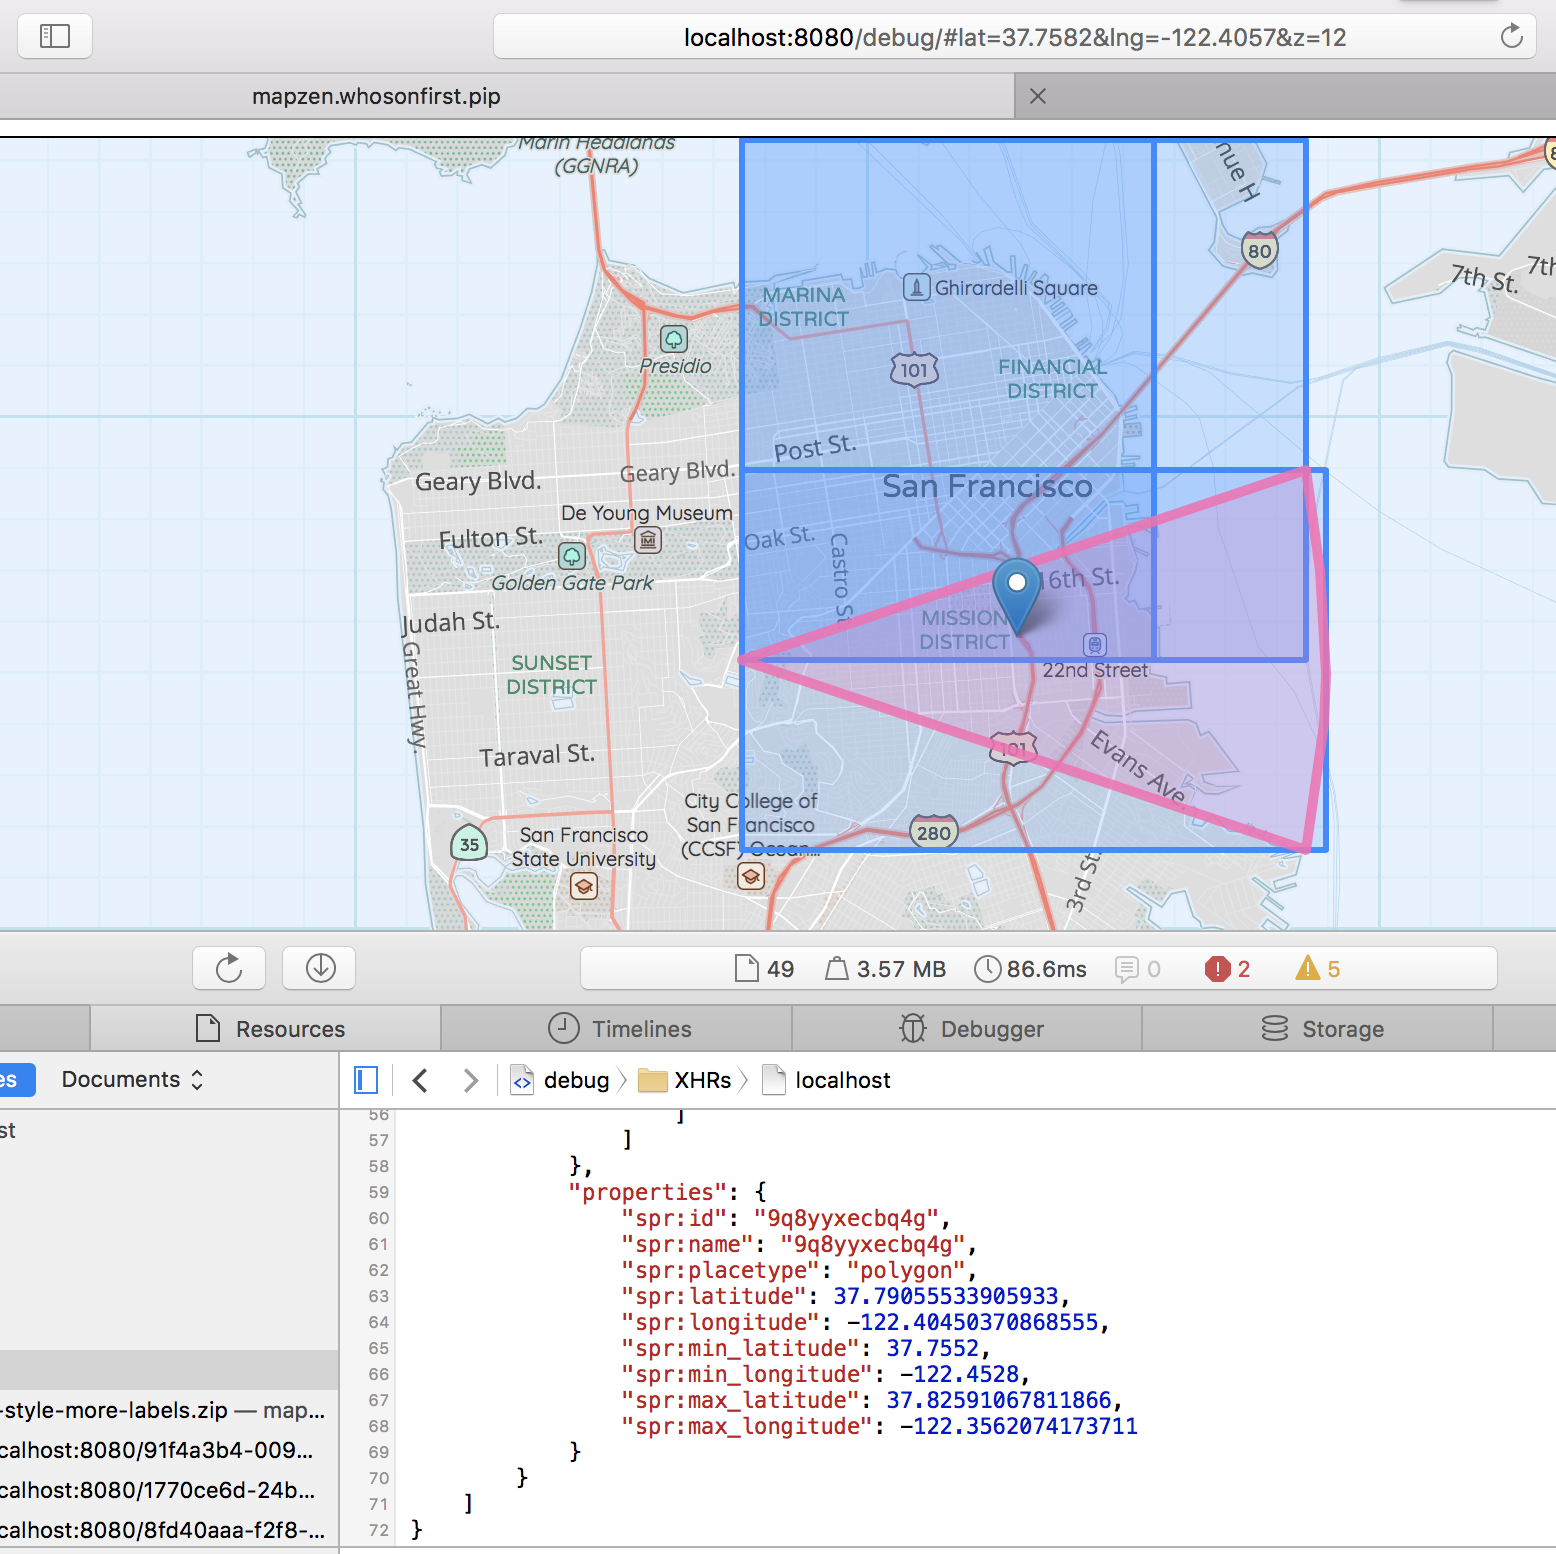 localhost:8080/debug/#lat=37.7582&lng=-122.4057&z=12
mapzen.whosonfirst.pip
Marin Headlands
(GGNRA)
nue H
80
7th St.
7th
MARINA
DISTRICT
Ghirardelli Square
Presidio
101
FINANCIAL
DISTRICT
Post St.
Geary Blvd.
Geary Blvd.
San Francisco
De Young Museum
Fulton St.
Oak St.
Castro St.
Golden Gate Park
16th St.
Judah St.
MISSION
DISTRICT
Great Hwy.
SUNSET
DISTRICT
22nd Street
Taraval St.
101
Evans Ave.
City College of
San Francisco
(CCSF) Ocean...
San Francisco
State University
35
280
3rd St.
49
3.57 MB
86.6ms
0
2
5
Resources
Timelines
Debugger
Storage
es
Documents
debug
XHRs
localhost
st
-style-more-labels.zip — map...
calhost:8080/91f4a3b4-009...
calhost:8080/1770ce6d-24b...
calhost:8080/8fd40aaa-f2f8-...
56 ]
57 ]
58 },
59 "properties": {
60 "spr:id": "9q8yyxecbq4g",
61 "spr:name": "9q8yyxecbq4g",
62 "spr:placetype": "polygon",
63 "spr:latitude": 37.79055533905933,
64 "spr:longitude": -122.40450370868555,
65 "spr:min_latitude": 37.7552,
66 "spr:min_longitude": -122.4528,
67 "spr:max_latitude": 37.82591067811866,
68 "spr:max_longitude": -122.3562074173711
69 }
70 }
71 ]
72 }